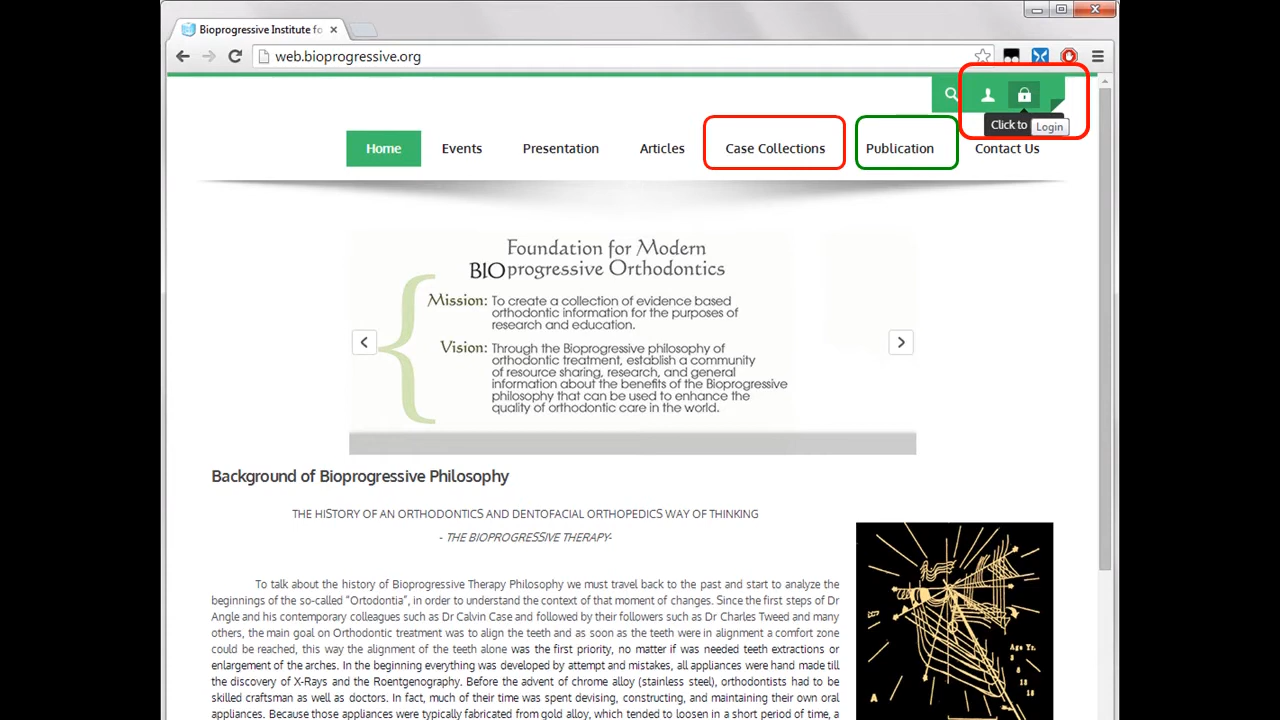 Bioprogressive Institute fo
web.bioprogressive.org
Click to
Login
Home
Events
Presentation
Articles
Case Collections
Publication
Contact Us
Foundation for Modern
BIOprogressive Orthodontics
Mission: To create a collection of evidence based
orthodontic information for the purposes of
research and education.
Vision: Through the Bioprogressive philosophy of
orthodontic treatment, establish a community
of resource sharing, research, and general
information about the benefits of the Bioprogressive
philosophy that can be used to enhance the
quality of orthodontic care in the world.
Background of Bioprogressive Philosophy
THE HISTORY OF AN ORTHODONTICS AND DENTOFACIAL ORTHOPEDICS WAY OF THINKING
- THE BIOPROGRESSIVE THERAPY-
To talk about the history of Bioprogressive Therapy Philosophy we must travel back to the past and start to analyze the
beginnings of the so-called “Ortodontia”, in order to understand the context of that moment of changes. Since the first steps of Dr
Angle and his contemporary colleagues such as Dr Calvin Case and followed by their followers such as Dr Charles Tweed and many
others, the main goal on Orthodontic treatment was to align the teeth and as soon as the teeth were in alignment a comfort zone
could be reached, this way the alignment of the teeth alone was the first priority, no matter if was needed teeth extractions or
enlargement of the arches. In the beginning everything was developed by attempt and mistakes, all appliances were hand made till
the discovery of X-Rays and the Roentgenography. Before the advent of chrome alloy (stainless steel), orthodontists had to be
skilled craftsman as well as doctors. In fact, much of their time was spent devising, constructing, and maintaining their own oral
appliances. Because those appliances were typically fabricated from gold alloy, which tended to loosen in a short period of time, a
Age Yr.
3
8
13
18
A